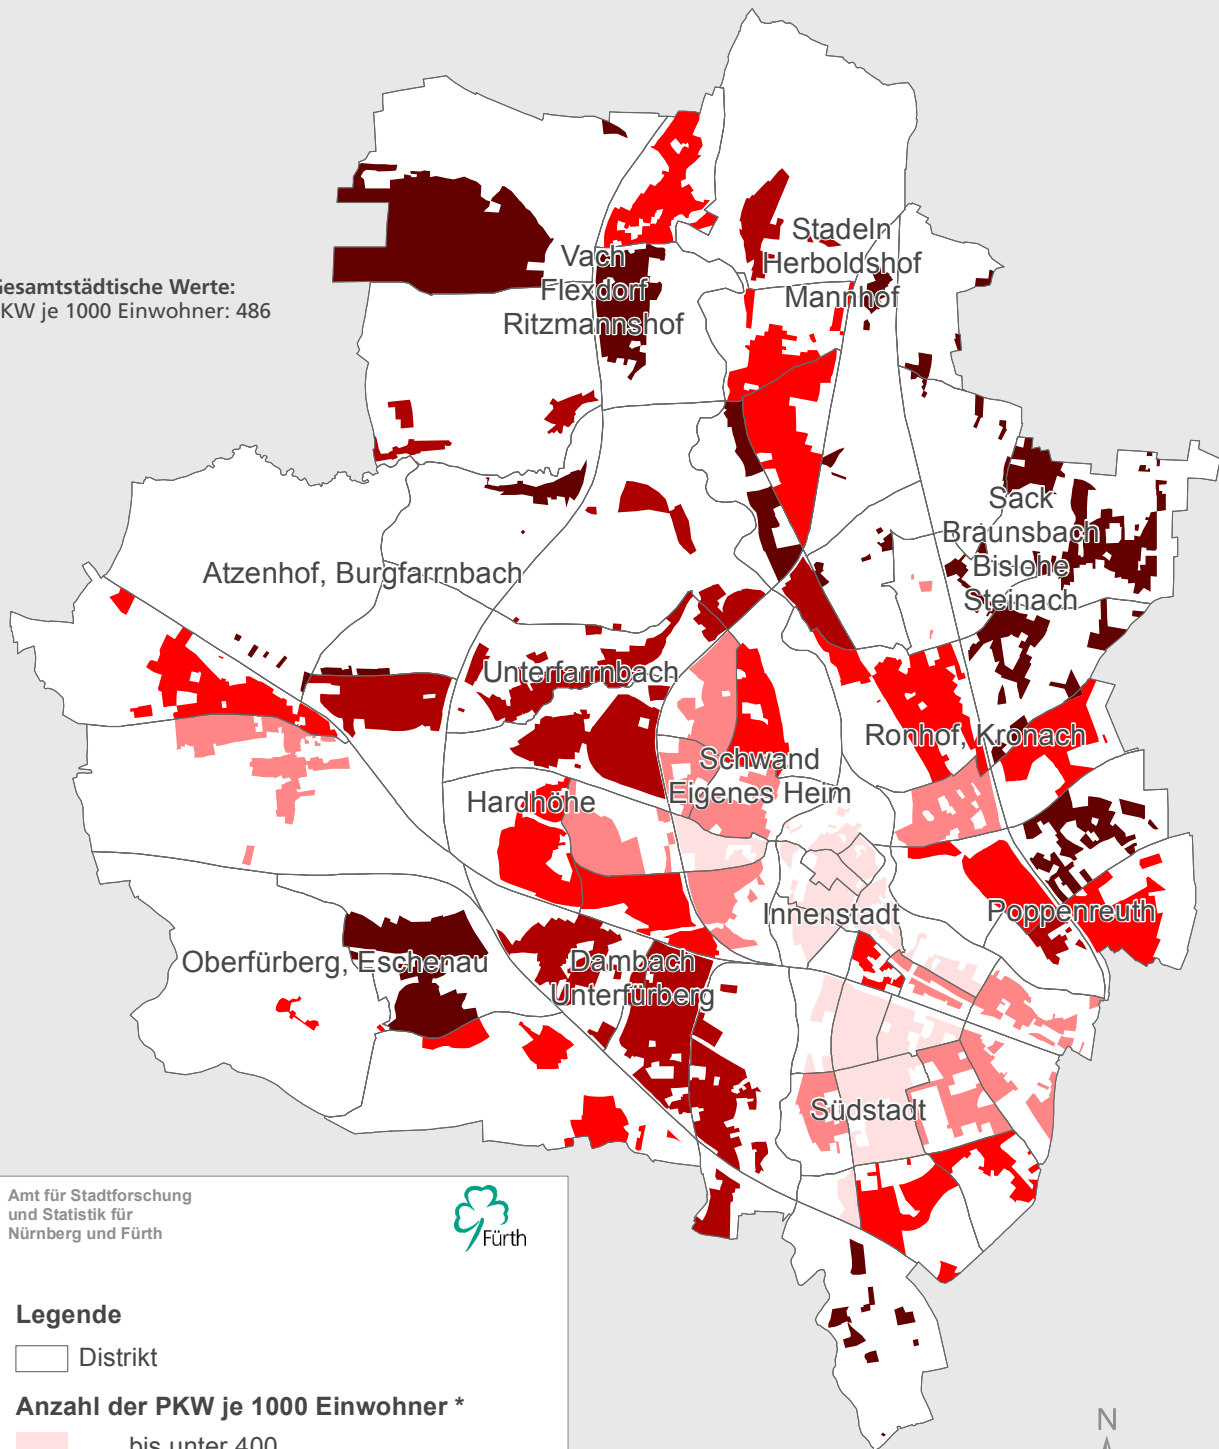 Stadeln
Herboldshof
Mannhof
Vach
Flexdorf
Ritzmannshof
Gesamtstädtische Werte:
PKW je 1000 Einwohner: 486
Sack
Braunsbach
Bislohe
Steinach
Atzenhof, Burgfarrnbach
Unterfarrnbach
Ronhof, Kronach
Schwand
Eigenes Heim
Hardhöhe
Innenstadt
Poppenreuth
Oberfürberg, Eschenau
Dambach
Unterfürberg
Südstadt
Amt für Stadtforschung
und Statistik für
Nürnberg und Fürth
Fürth
Legende
Distrikt
Anzahl der PKW je 1000 Einwohner *
bis unter 400
N